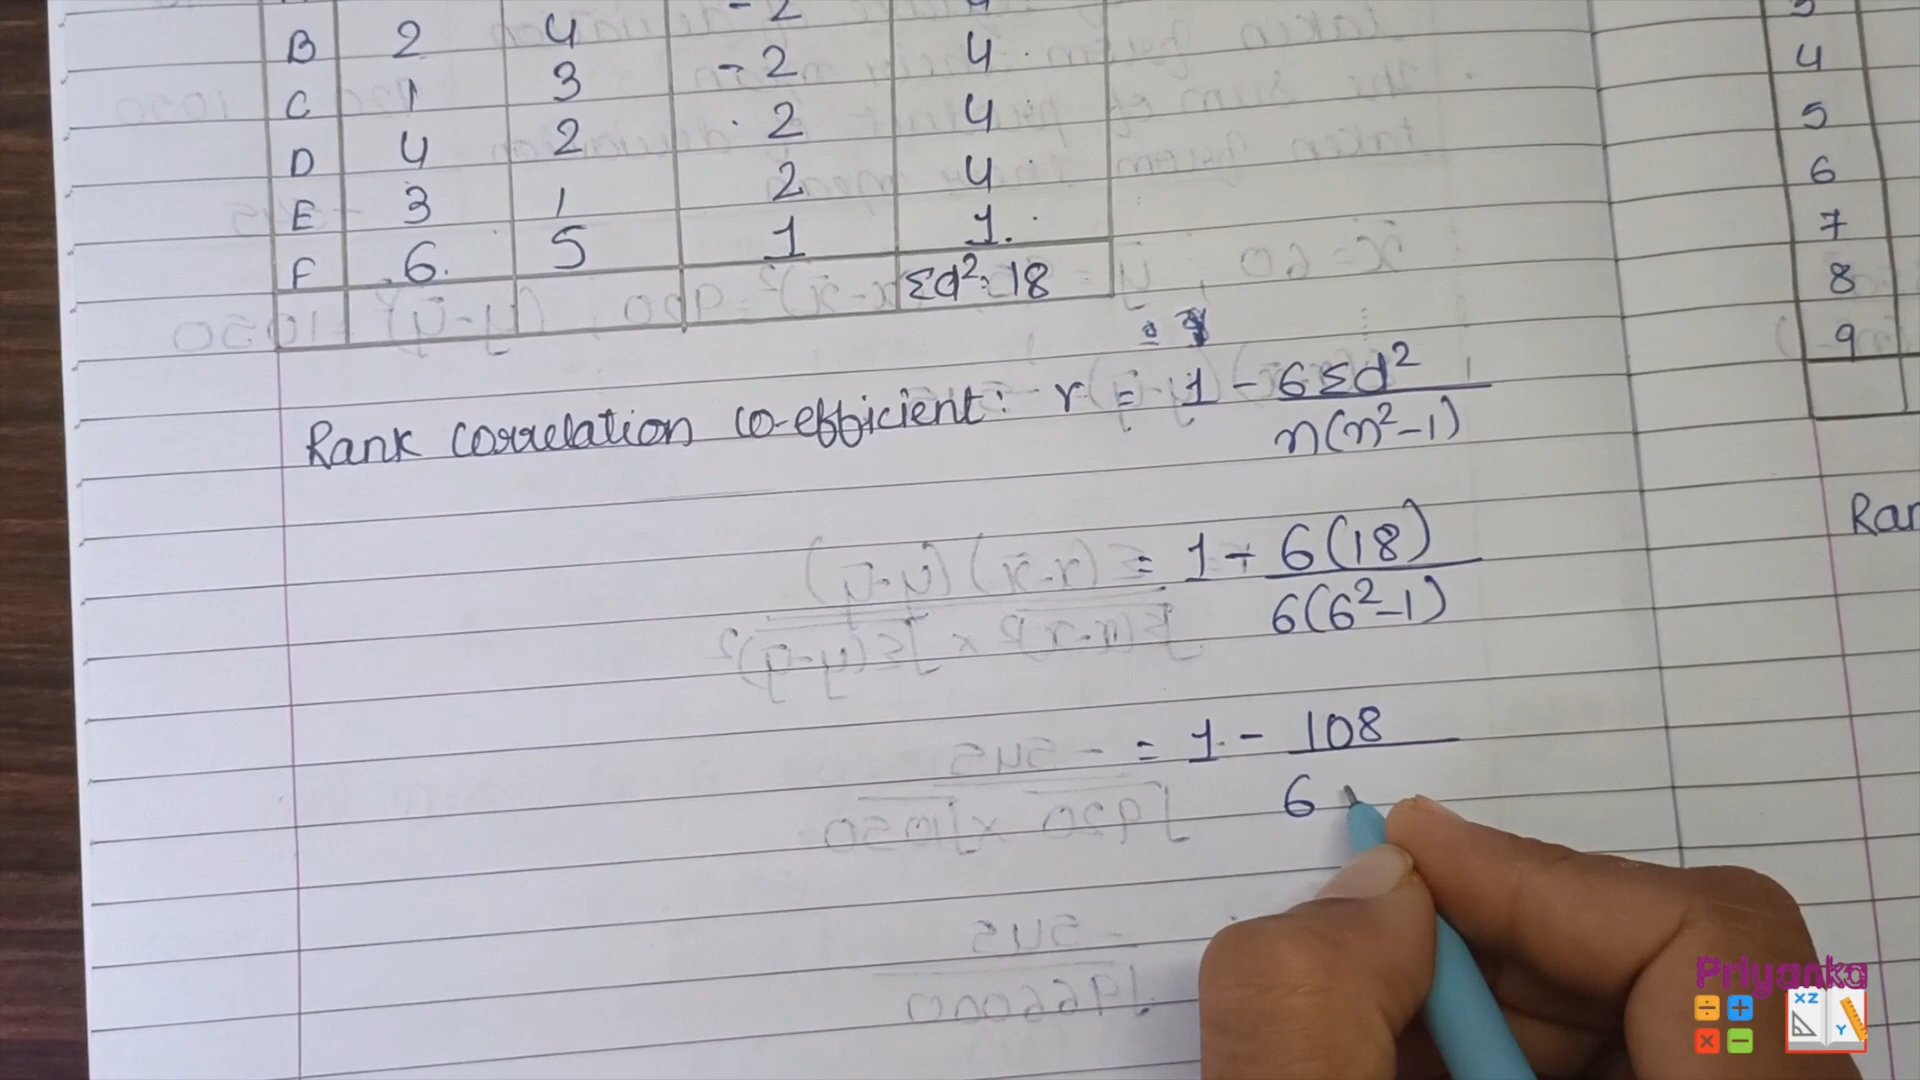 - 2 4
B 2 4 - 2 4
C 1 3 2 4
D 4 2 2 4
E 3 1 1 1
F 6 5
Σd² = 18
Rank correlation co-efficient: r = 1 - 6Σd² / n(n²-1)
= 1 - 6(18) / 6(6²-1)
= 1 - 108 / 6
3
4
5
6
7
8
9
Ran
Priyanka
XZ
Y